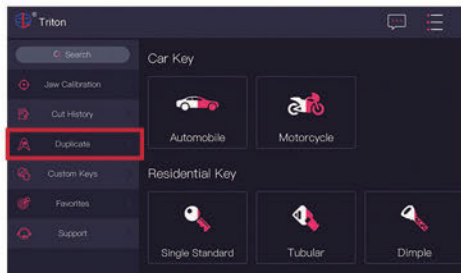 Triton
Search
Jaw Calibration
Cut History
Duplicate
Custom Keys
Favorites
Support
Car Key
Automobile
Motorcycle
Residential Key
Single Standard
Tubular
Dimple